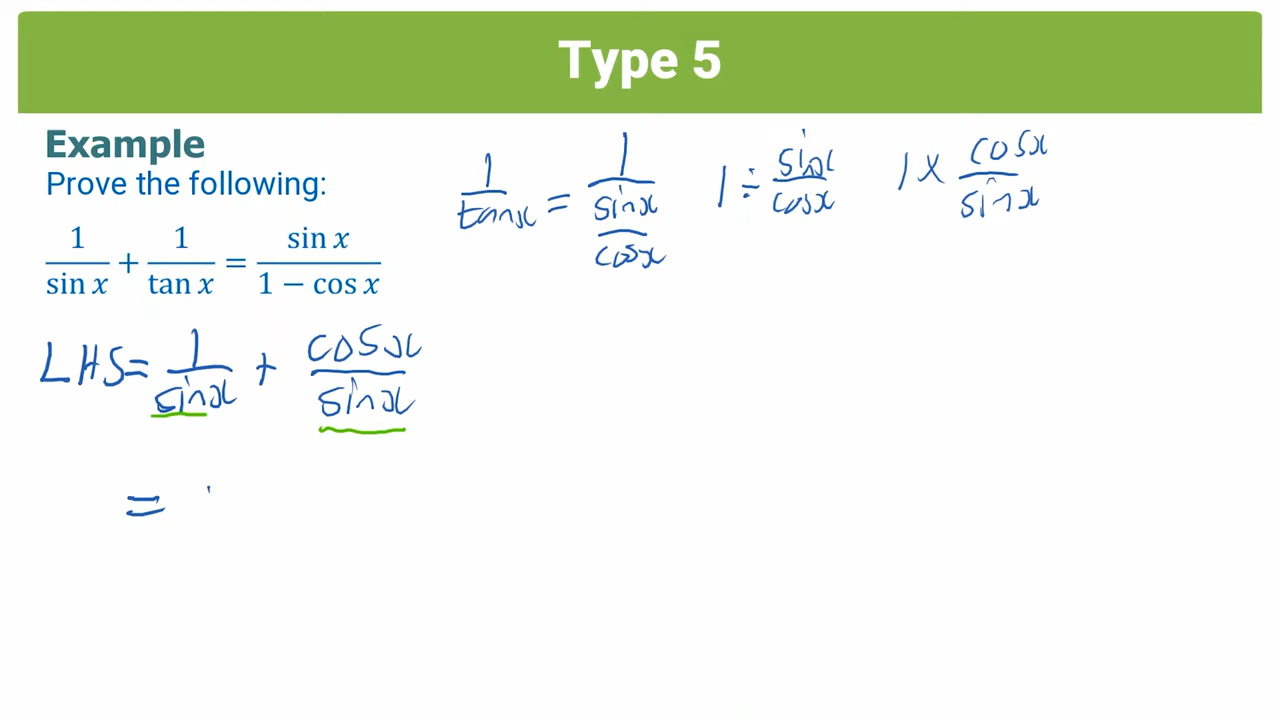 Type 5
Example
Prove the following:
1/sin x + 1/tan x = sin x/(1 − cos x)
1/tanx = 1/(sinx/cosx) 1 ÷ sinx/cosx 1 × cosx/sinx
LHS = 1/sinx + cosx/sinx
=